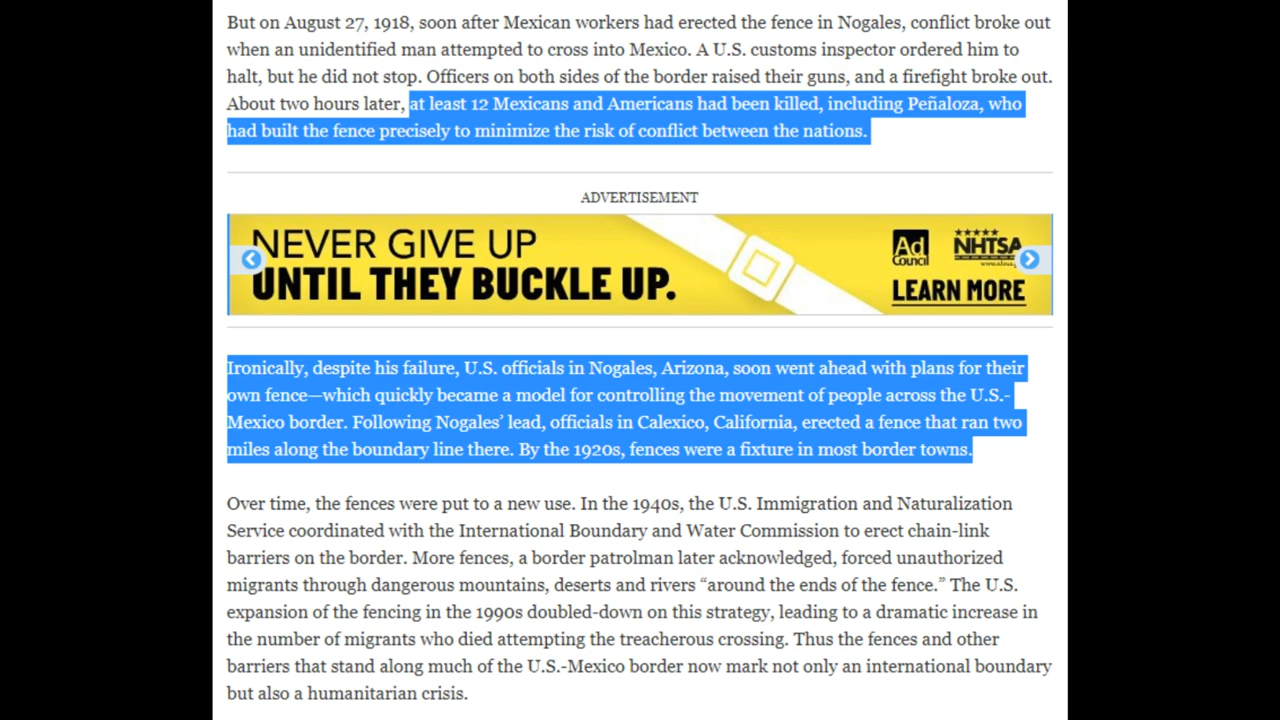 But on August 27, 1918, soon after Mexican workers had erected the fence in Nogales, conflict broke out
when an unidentified man attempted to cross into Mexico. A U.S. customs inspector ordered him to
halt, but he did not stop. Officers on both sides of the border raised their guns, and a firefight broke out.
About two hours later, at least 12 Mexicans and Americans had been killed, including Peñaloza, who
had built the fence precisely to minimize the risk of conflict between the nations.
ADVERTISEMENT
NEVER GIVE UP
UNTIL THEY BUCKLE UP.
Ad
Council
NHTSA
LEARN MORE
Ironically, despite his failure, U.S. officials in Nogales, Arizona, soon went ahead with plans for their
own fence—which quickly became a model for controlling the movement of people across the U.S.-
Mexico border. Following Nogales’ lead, officials in Calexico, California, erected a fence that ran two
miles along the boundary line there. By the 1920s, fences were a fixture in most border towns.
Over time, the fences were put to a new use. In the 1940s, the U.S. Immigration and Naturalization
Service coordinated with the International Boundary and Water Commission to erect chain-link
barriers on the border. More fences, a border patrolman later acknowledged, forced unauthorized
migrants through dangerous mountains, deserts and rivers “around the ends of the fence.” The U.S.
expansion of the fencing in the 1990s doubled-down on this strategy, leading to a dramatic increase in
the number of migrants who died attempting the treacherous crossing. Thus the fences and other
barriers that stand along much of the U.S.-Mexico border now mark not only an international boundary
but also a humanitarian crisis.